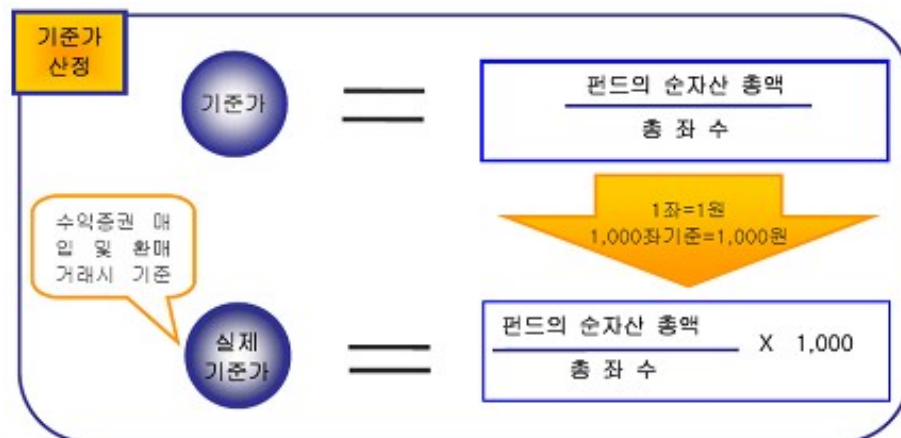 기준가
산정
기준가
펀드의 순자산 총액
총 좌 수
1좌=1원
1,000좌기준=1,000원
수익증권 매
입 및 환매
거래시 기준
실제
기준가
펀드의 순자산 총액
총 좌 수
X 1,000